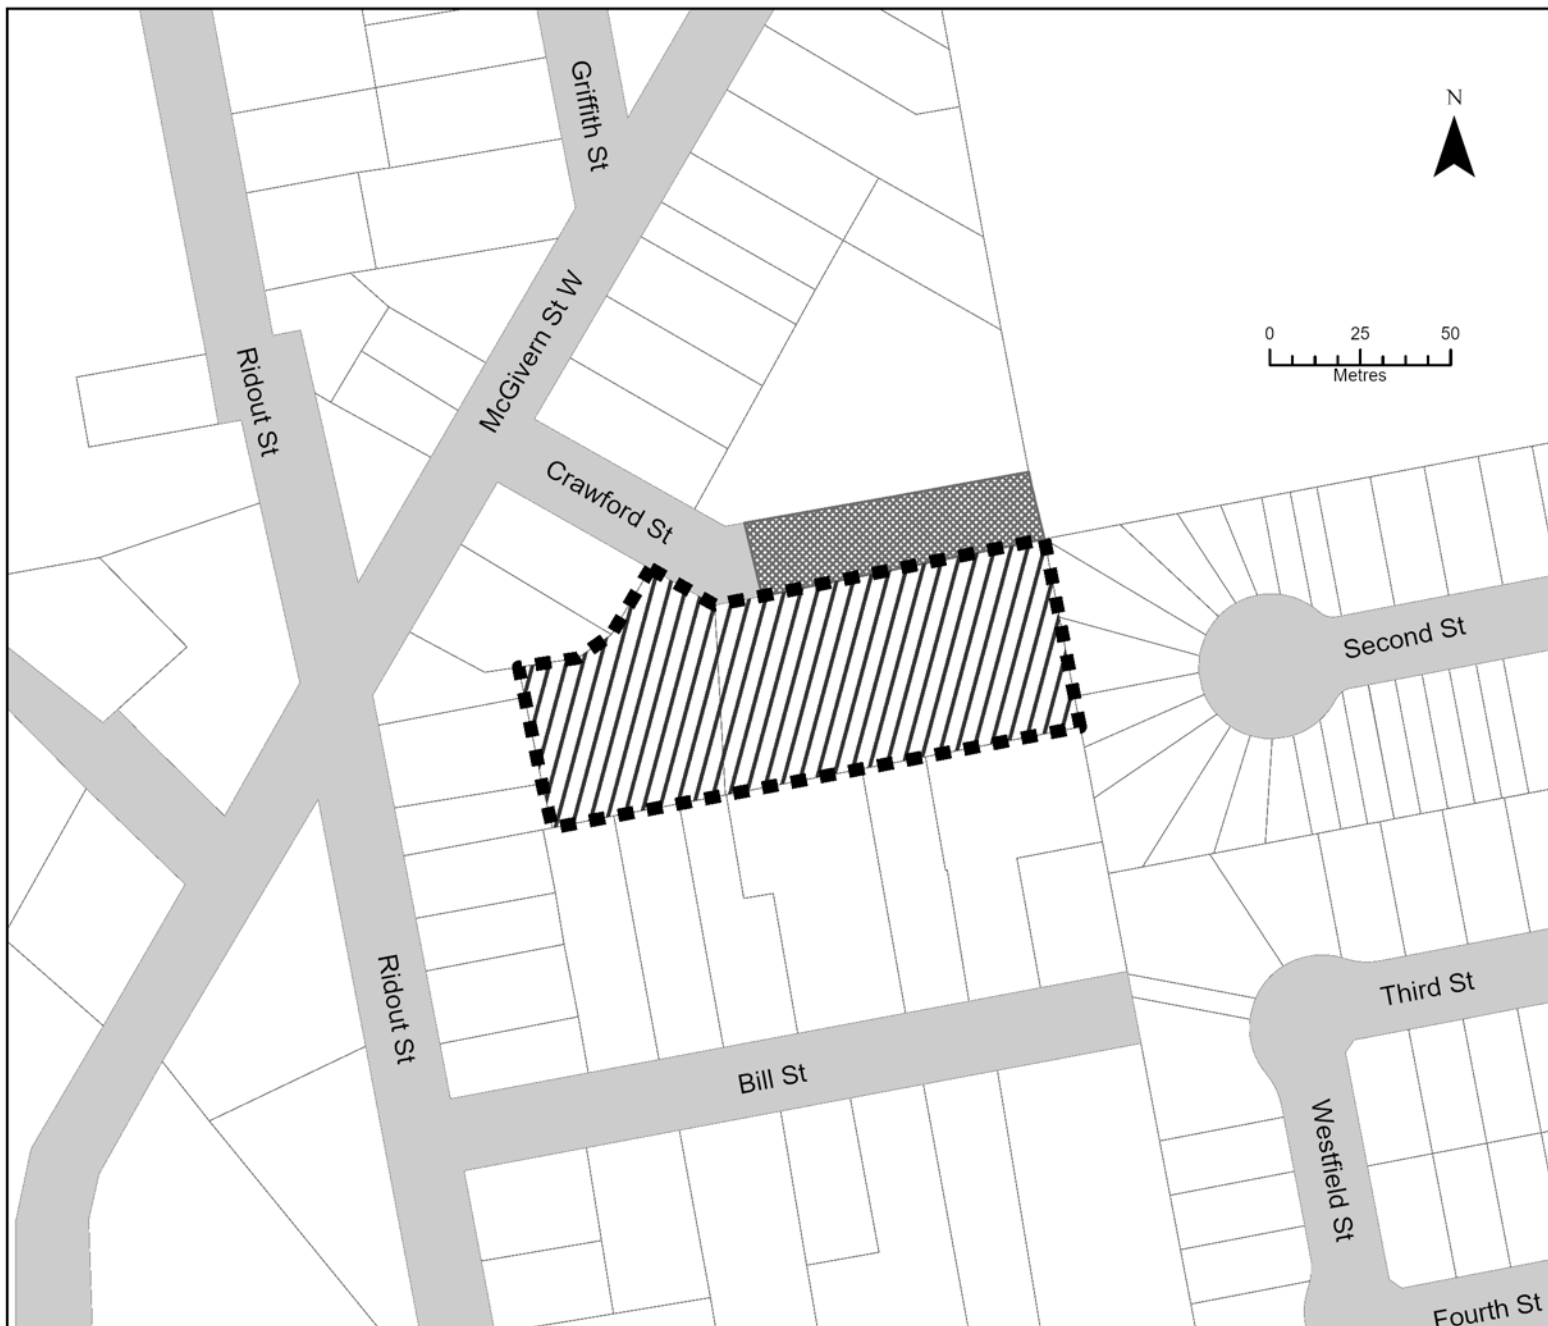 Griffith St
N
McGivern St W
0 25 50
Metres
Ridout St
Crawford St
Second St
Ridout St
Third St
Bill St
Westfield St
Fourth St